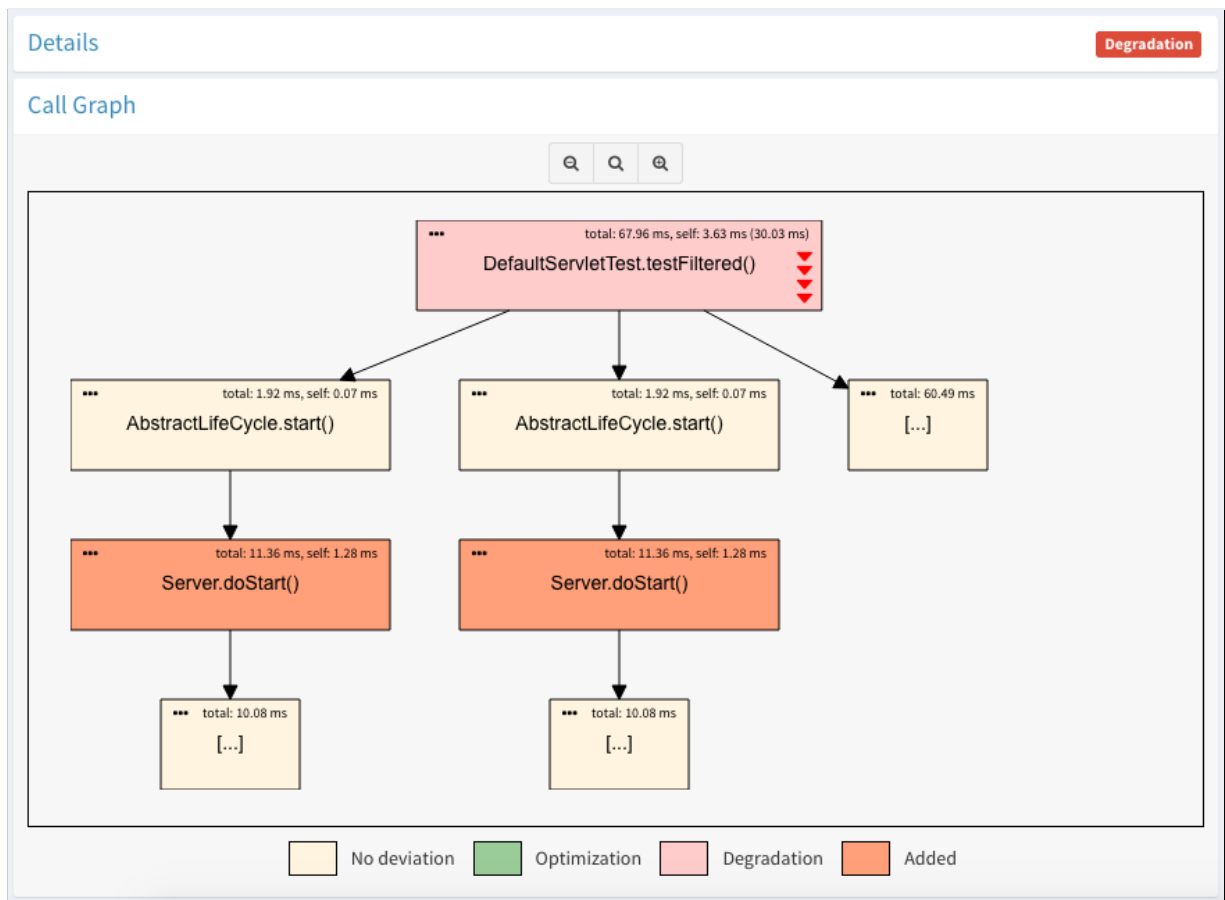 Details
Degradation
Call Graph
total: 67.96 ms, self: 3.63 ms (30.03 ms)
DefaultServletTest.testFiltered()
total: 1.92 ms, self: 0.07 ms
AbstractLifeCycle.start()
total: 1.92 ms, self: 0.07 ms
AbstractLifeCycle.start()
total: 60.49 ms
[...]
total: 11.36 ms, self: 1.28 ms
Server.doStart()
total: 11.36 ms, self: 1.28 ms
Server.doStart()
total: 10.08 ms
[...]
total: 10.08 ms
[...]
No deviation
Optimization
Degradation
Added